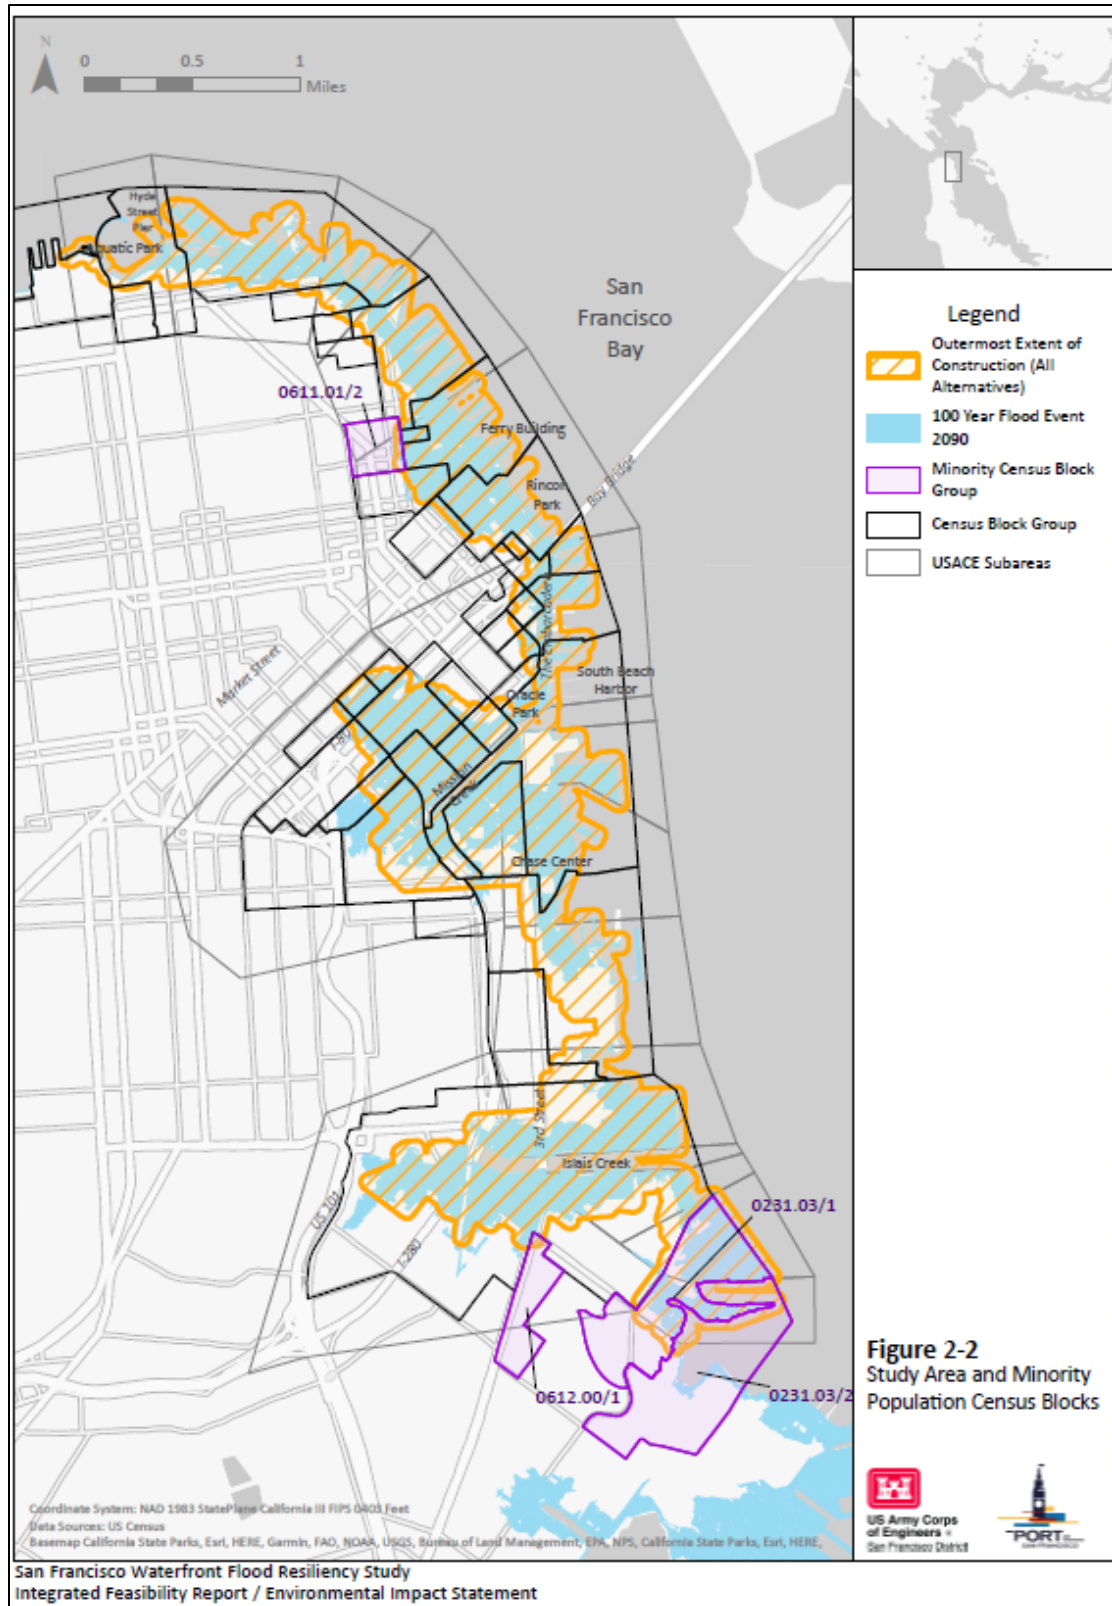 N
0 0.5 1
Miles
Hyde
Street
Pier
Aquatic Park
San
Francisco
Bay
0611.01/2
Ferry Building
Rincon
Park
Bay Bridge
The Embarcadero
Market Street
South Beach
Harbor
Oracle
Park
I-80
Mission
Creek
Chase Center
3rd Street
Islais Creek
US 101
I-280
0231.03/1
0612.00/1
0231.03/2
Legend
Outermost Extent of
Construction (All
Alternatives)
100 Year Flood Event
2090
Minority Census Block
Group
Census Block Group
USACE Subareas
Figure 2-2
Study Area and Minority
Population Census Blocks
US Army Corps
of Engineers
San Francisco District
PORT
SAN FRANCISCO
Coordinate System: NAD 1983 StatePlane California III FIPS 0403 Feet
Data Sources: US Census
Basemap California State Parks, Esri, HERE, Garmin, FAO, NOAA, USGS, Bureau of Land Management, EPA, NPS, California State Parks, Esri, HERE,
San Francisco Waterfront Flood Resiliency Study
Integrated Feasibility Report / Environmental Impact Statement